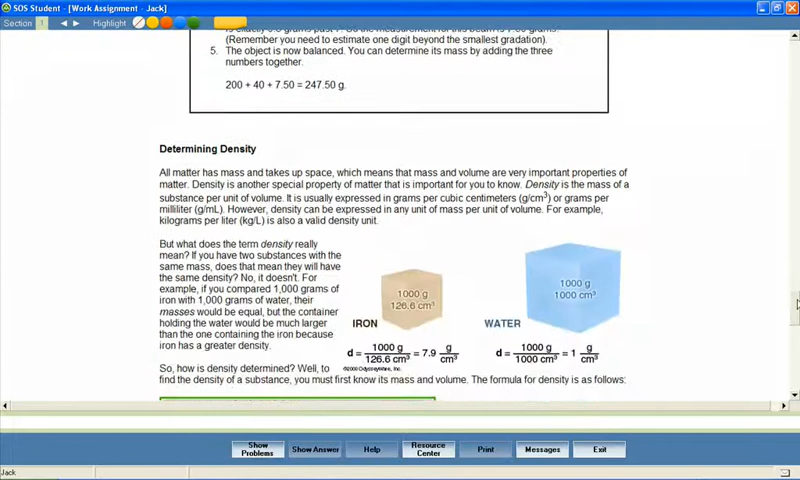 SOS Student - [Work Assignment - Jack]
Section 1 Highlight
(Remember you need to estimate one digit beyond the smallest gradation).
5. The object is now balanced. You can determine its mass by adding the three
numbers together.
200 + 40 + 7.50 = 247.50 g.
Determining Density
All matter has mass and takes up space, which means that mass and volume are very important properties of
matter. Density is another special property of matter that is important for you to know. Density is the mass of a
substance per unit of volume. It is usually expressed in grams per cubic centimeters (g/cm³) or grams per
milliliter (g/mL). However, density can be expressed in any unit of mass per unit of volume. For example,
kilograms per liter (kg/L) is also a valid density unit.
But what does the term density really
mean? If you have two substances with the
same mass, does that mean they will have
the same density? No, it doesn't. For
example, if you compared 1,000 grams of
iron with 1,000 grams of water, their
masses would be equal, but the container
holding the water would be much larger
than the one containing the iron because
iron has a greater density.
1000 g
126.6 cm³
IRON
d = 1000 g / 126.6 cm³ = 7.9 g / cm³
1000 g
1000 cm³
WATER
d = 1000 g / 1000 cm³ = 1 g / cm³
So, how is density determined? Well, to
find the density of a substance, you must first know its mass and volume. The formula for density is as follows:
Show Problems
Show Answer
Help
Resource Center
Print
Messages
Exit
Jack